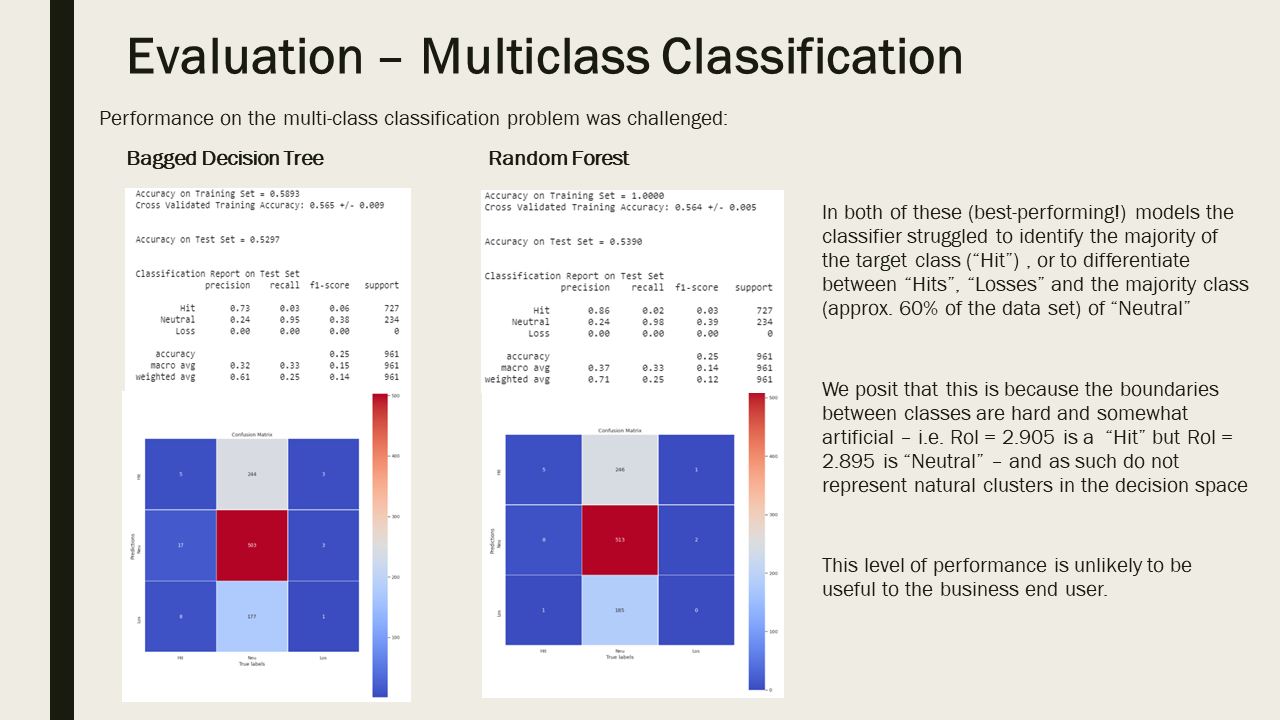 Evaluation – Multiclass Classification
Performance on the multi-class classification problem was challenged:
Bagged Decision Tree
Accuracy on Training Set = 0.5893
Cross Validated Training Accuracy: 0.565 +/- 0.009
Accuracy on Test Set = 0.5297
Classification Report on Test Set
precision recall f1-score support
Hit 0.73 0.03 0.06 727
Neutral 0.24 0.95 0.38 234
Loss 0.00 0.00 0.00 0
accuracy 0.25 961
macro avg 0.32 0.33 0.15 961
weighted avg 0.61 0.25 0.14 961
Confusion Matrix
Hit 5 244 3
Neu 17 503 3
Los 8 177 1
Predictions
Hit Neu Los
True labels
500
400
300
200
100
Random Forest
Accuracy on Training Set = 1.0000
Cross Validated Training Accuracy: 0.564 +/- 0.005
Accuracy on Test Set = 0.5390
Classification Report on Test Set
precision recall f1-score support
Hit 0.86 0.02 0.03 727
Neutral 0.24 0.98 0.39 234
Loss 0.00 0.00 0.00 0
accuracy 0.25 961
macro avg 0.37 0.33 0.14 961
weighted avg 0.71 0.25 0.12 961
Confusion Matrix
Hit 5 246 1
Neu 8 513 2
Los 1 185 0
Predictions
Hit Neu Los
True labels
500
400
300
200
100
0
In both of these (best-performing!) models the
classifier struggled to identify the majority of
the target class (“Hit”) , or to differentiate
between “Hits”, “Losses” and the majority class
(approx. 60% of the data set) of “Neutral”
We posit that this is because the boundaries
between classes are hard and somewhat
artificial – i.e. RoI = 2.905 is a “Hit” but RoI =
2.895 is “Neutral” – and as such do not
represent natural clusters in the decision space
This level of performance is unlikely to be
useful to the business end user.